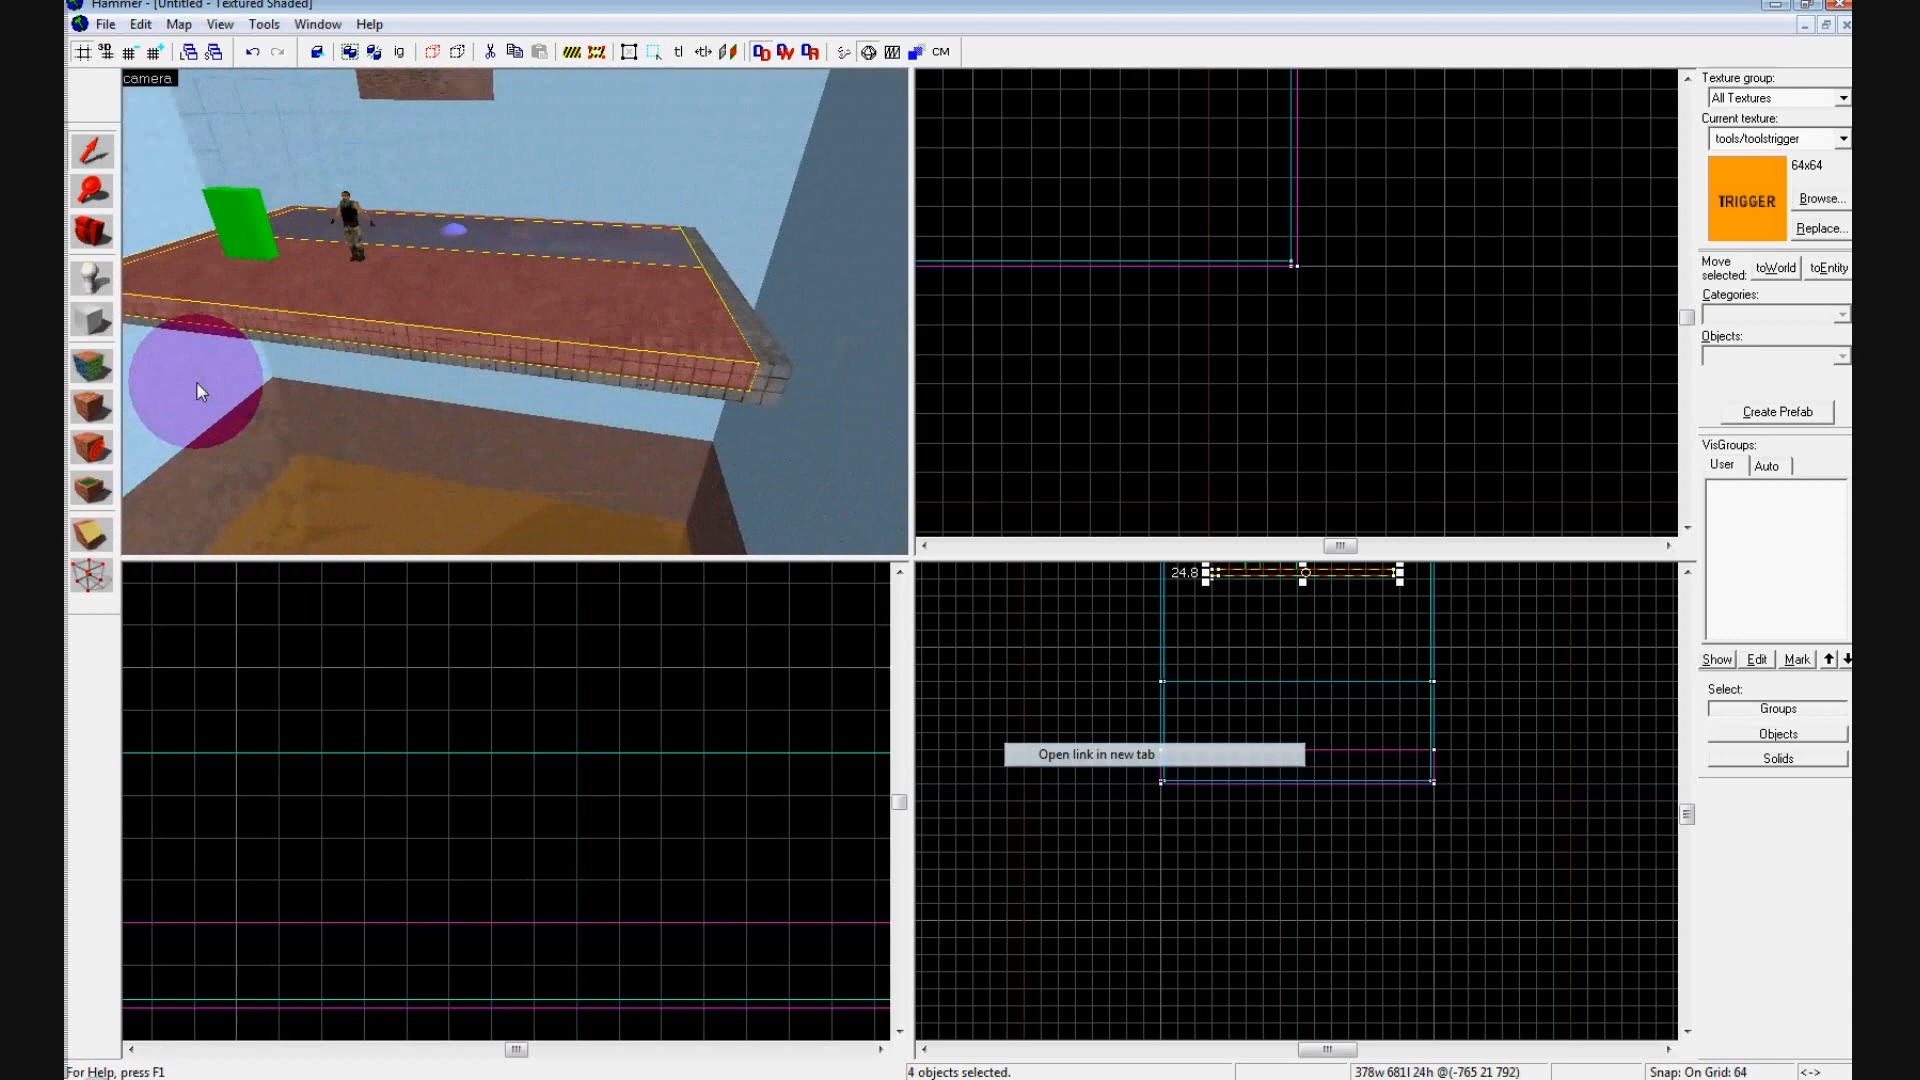 Hammer - [Untitled - Textured Shaded]
File Edit Map View Tools Window Help
3D
ig
tl
CM
camera
Texture group:
All Textures
Current texture:
tools/toolstrigger
64x64
TRIGGER
Browse...
Replace...
Move selected: toWorld toEntity
Categories:
Objects:
Create Prefab
VisGroups:
User Auto
24.8
Open link in new tab
Show Edit Mark
Select:
Groups
Objects
Solids
For Help, press F1
4 objects selected.
378w 681l 24h @(-765 21 792)
Snap: On Grid: 64
<->